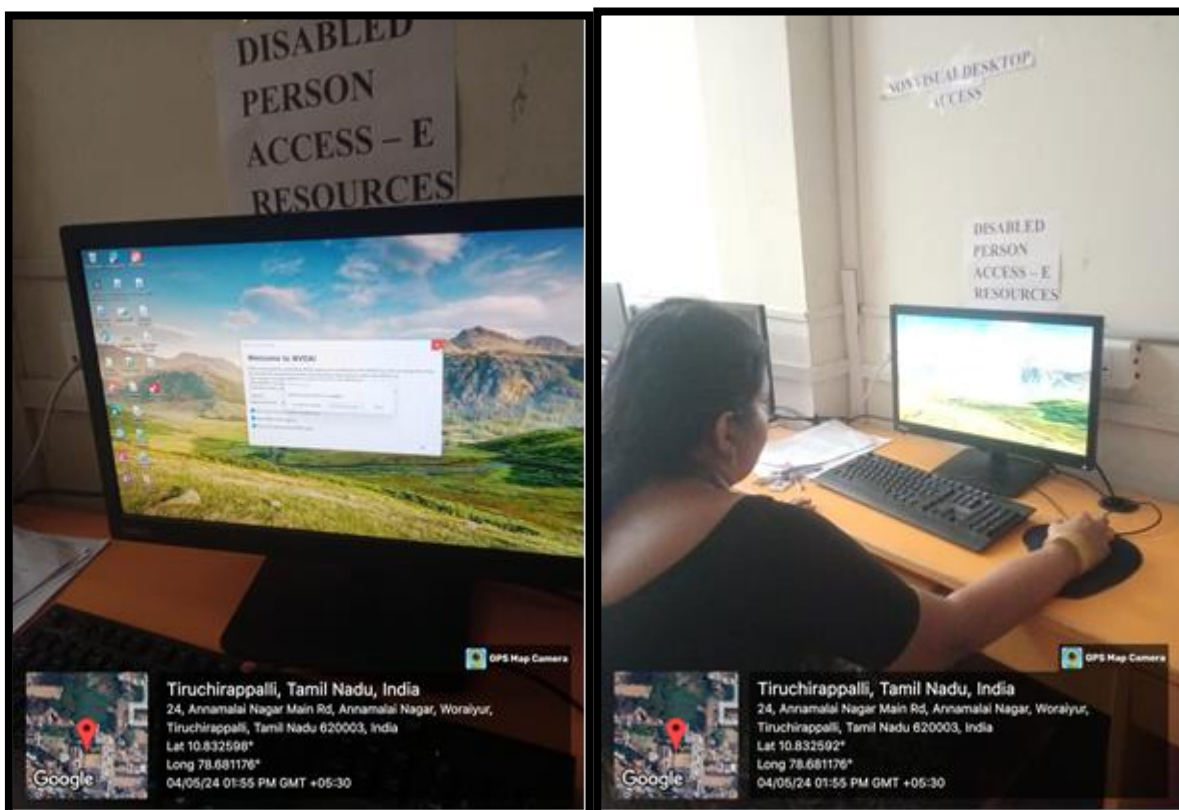 DISABLED
PERSON
ACCESS – E
RESOURCES
Welcome to NVDA!
GPS Map Camera
Google
Tiruchirappalli, Tamil Nadu, India
24, Annamalai Nagar Main Rd, Annamalai Nagar, Woraiyur,
Tiruchirappalli, Tamil Nadu 620003, India
Lat 10.832598°
Long 78.681176°
04/05/24 01:55 PM GMT +05:30
NON VISUAL DESKTOP
ACCESS
DISABLED
PERSON
ACCESS – E
RESOURCES
GPS Map Camera
Google
Tiruchirappalli, Tamil Nadu, India
24, Annamalai Nagar Main Rd, Annamalai Nagar, Woraiyur,
Tiruchirappalli, Tamil Nadu 620003, India
Lat 10.832592°
Long 78.681176°
04/05/24 01:55 PM GMT +05:30